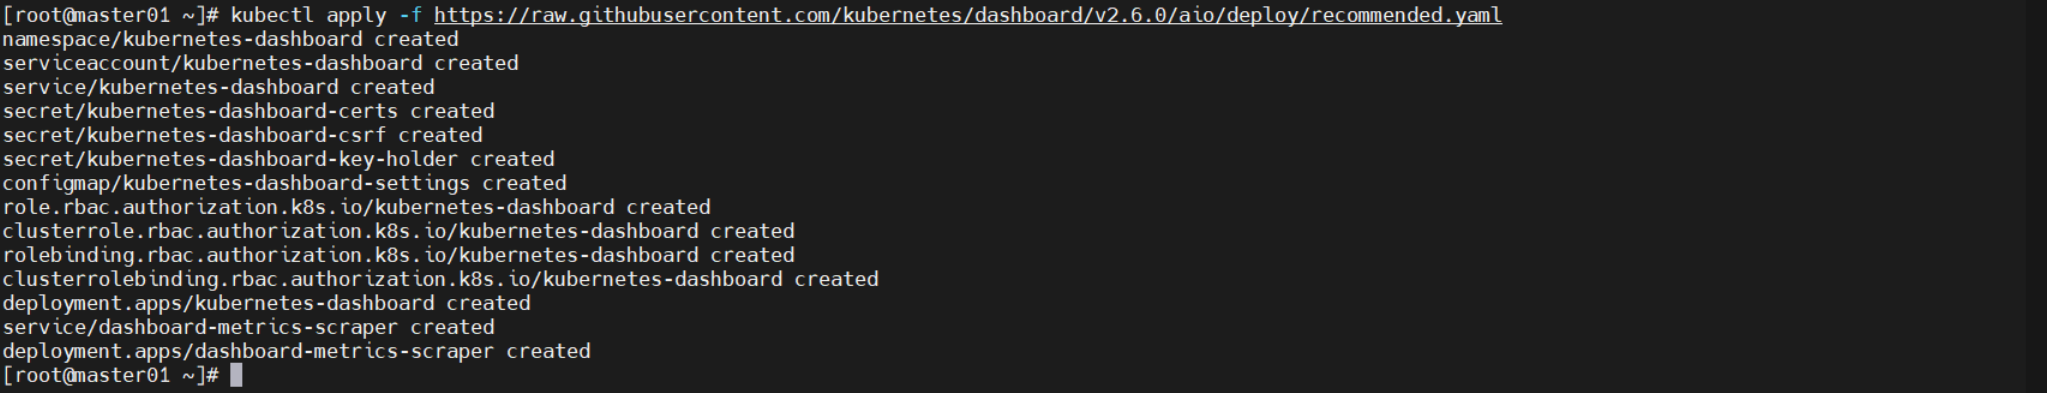 [root@master01 ~]# kubectl apply -f https://raw.githubusercontent.com/kubernetes/dashboard/v2.6.0/aio/deploy/recommended.yaml
namespace/kubernetes-dashboard created
serviceaccount/kubernetes-dashboard created
service/kubernetes-dashboard created
secret/kubernetes-dashboard-certs created
secret/kubernetes-dashboard-csrf created
secret/kubernetes-dashboard-key-holder created
configmap/kubernetes-dashboard-settings created
role.rbac.authorization.k8s.io/kubernetes-dashboard created
clusterrole.rbac.authorization.k8s.io/kubernetes-dashboard created
rolebinding.rbac.authorization.k8s.io/kubernetes-dashboard created
clusterrolebinding.rbac.authorization.k8s.io/kubernetes-dashboard created
deployment.apps/kubernetes-dashboard created
service/dashboard-metrics-scraper created
deployment.apps/dashboard-metrics-scraper created
[root@master01 ~]#